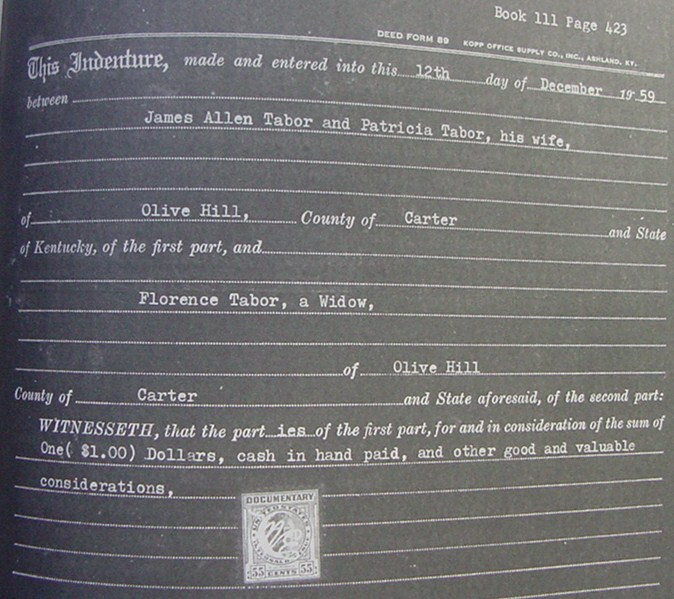 Book 111 Page 423
DEED FORM 89 KOPP OFFICE SUPPLY CO., INC., ASHLAND, KY.
This Indenture, made and entered into this 12th day of December 1959
between
James Allen Tabor and Patricia Tabor, his wife,
of Olive Hill, County of Carter and State
of Kentucky, of the first part, and
Florence Tabor, a Widow,
of Olive Hill
County of Carter and State aforesaid, of the second part:
WITNESSETH, that the part ies of the first part, for and in consideration of the sum of
One( $1.00) Dollars, cash in hand paid, and other good and valuable
considerations,
DOCUMENTARY
55 CENTS 55